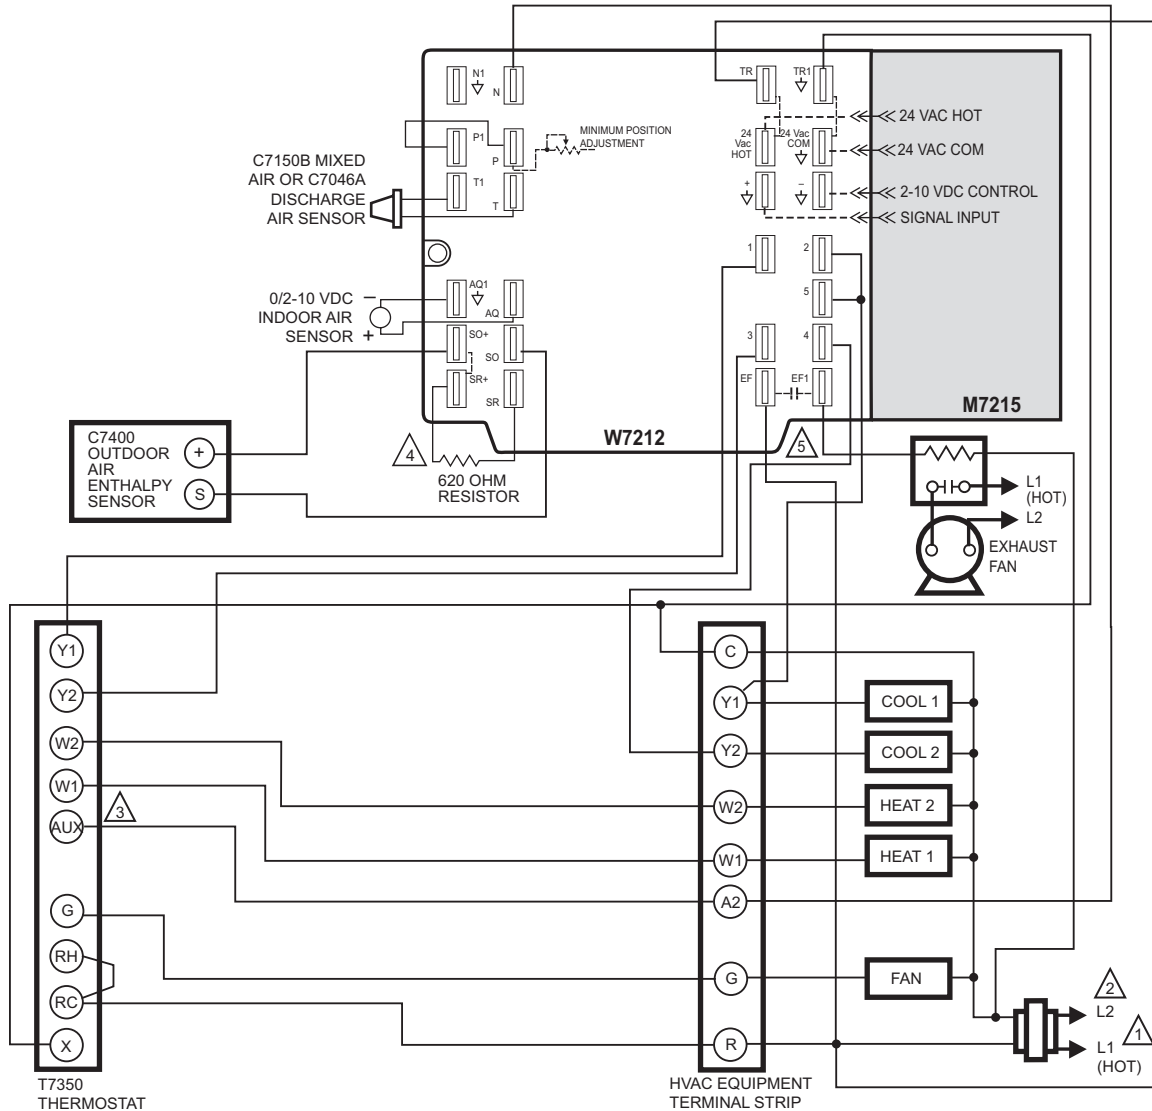 N1
N
TR
TR1
24 VAC HOT
P1
P
MINIMUM POSITION
ADJUSTMENT
24
Vac
HOT
24 Vac
COM
24 VAC COM
C7150B MIXED
AIR OR C7046A
DISCHARGE
AIR SENSOR
T1
T
+
–
2-10 VDC CONTROL
SIGNAL INPUT
1
2
0/2-10 VDC –
INDOOR AIR
SENSOR +
AQ1
AQ
5
SO+
SO
3
4
SR+
SR
EF
EF1
M7215
W7212
C7400
OUTDOOR
AIR
ENTHALPY
SENSOR
+
S
4
620 OHM
RESISTOR
5
L1
(HOT)
L2
EXHAUST
FAN
Y1
Y2
W2
W1
AUX
3
G
RH
RC
X
T7350
THERMOSTAT
C
Y1
Y2
W2
W1
A2
G
R
HVAC EQUIPMENT
TERMINAL STRIP
COOL 1
COOL 2
HEAT 2
HEAT 1
FAN
2
L2
1
L1
(HOT)